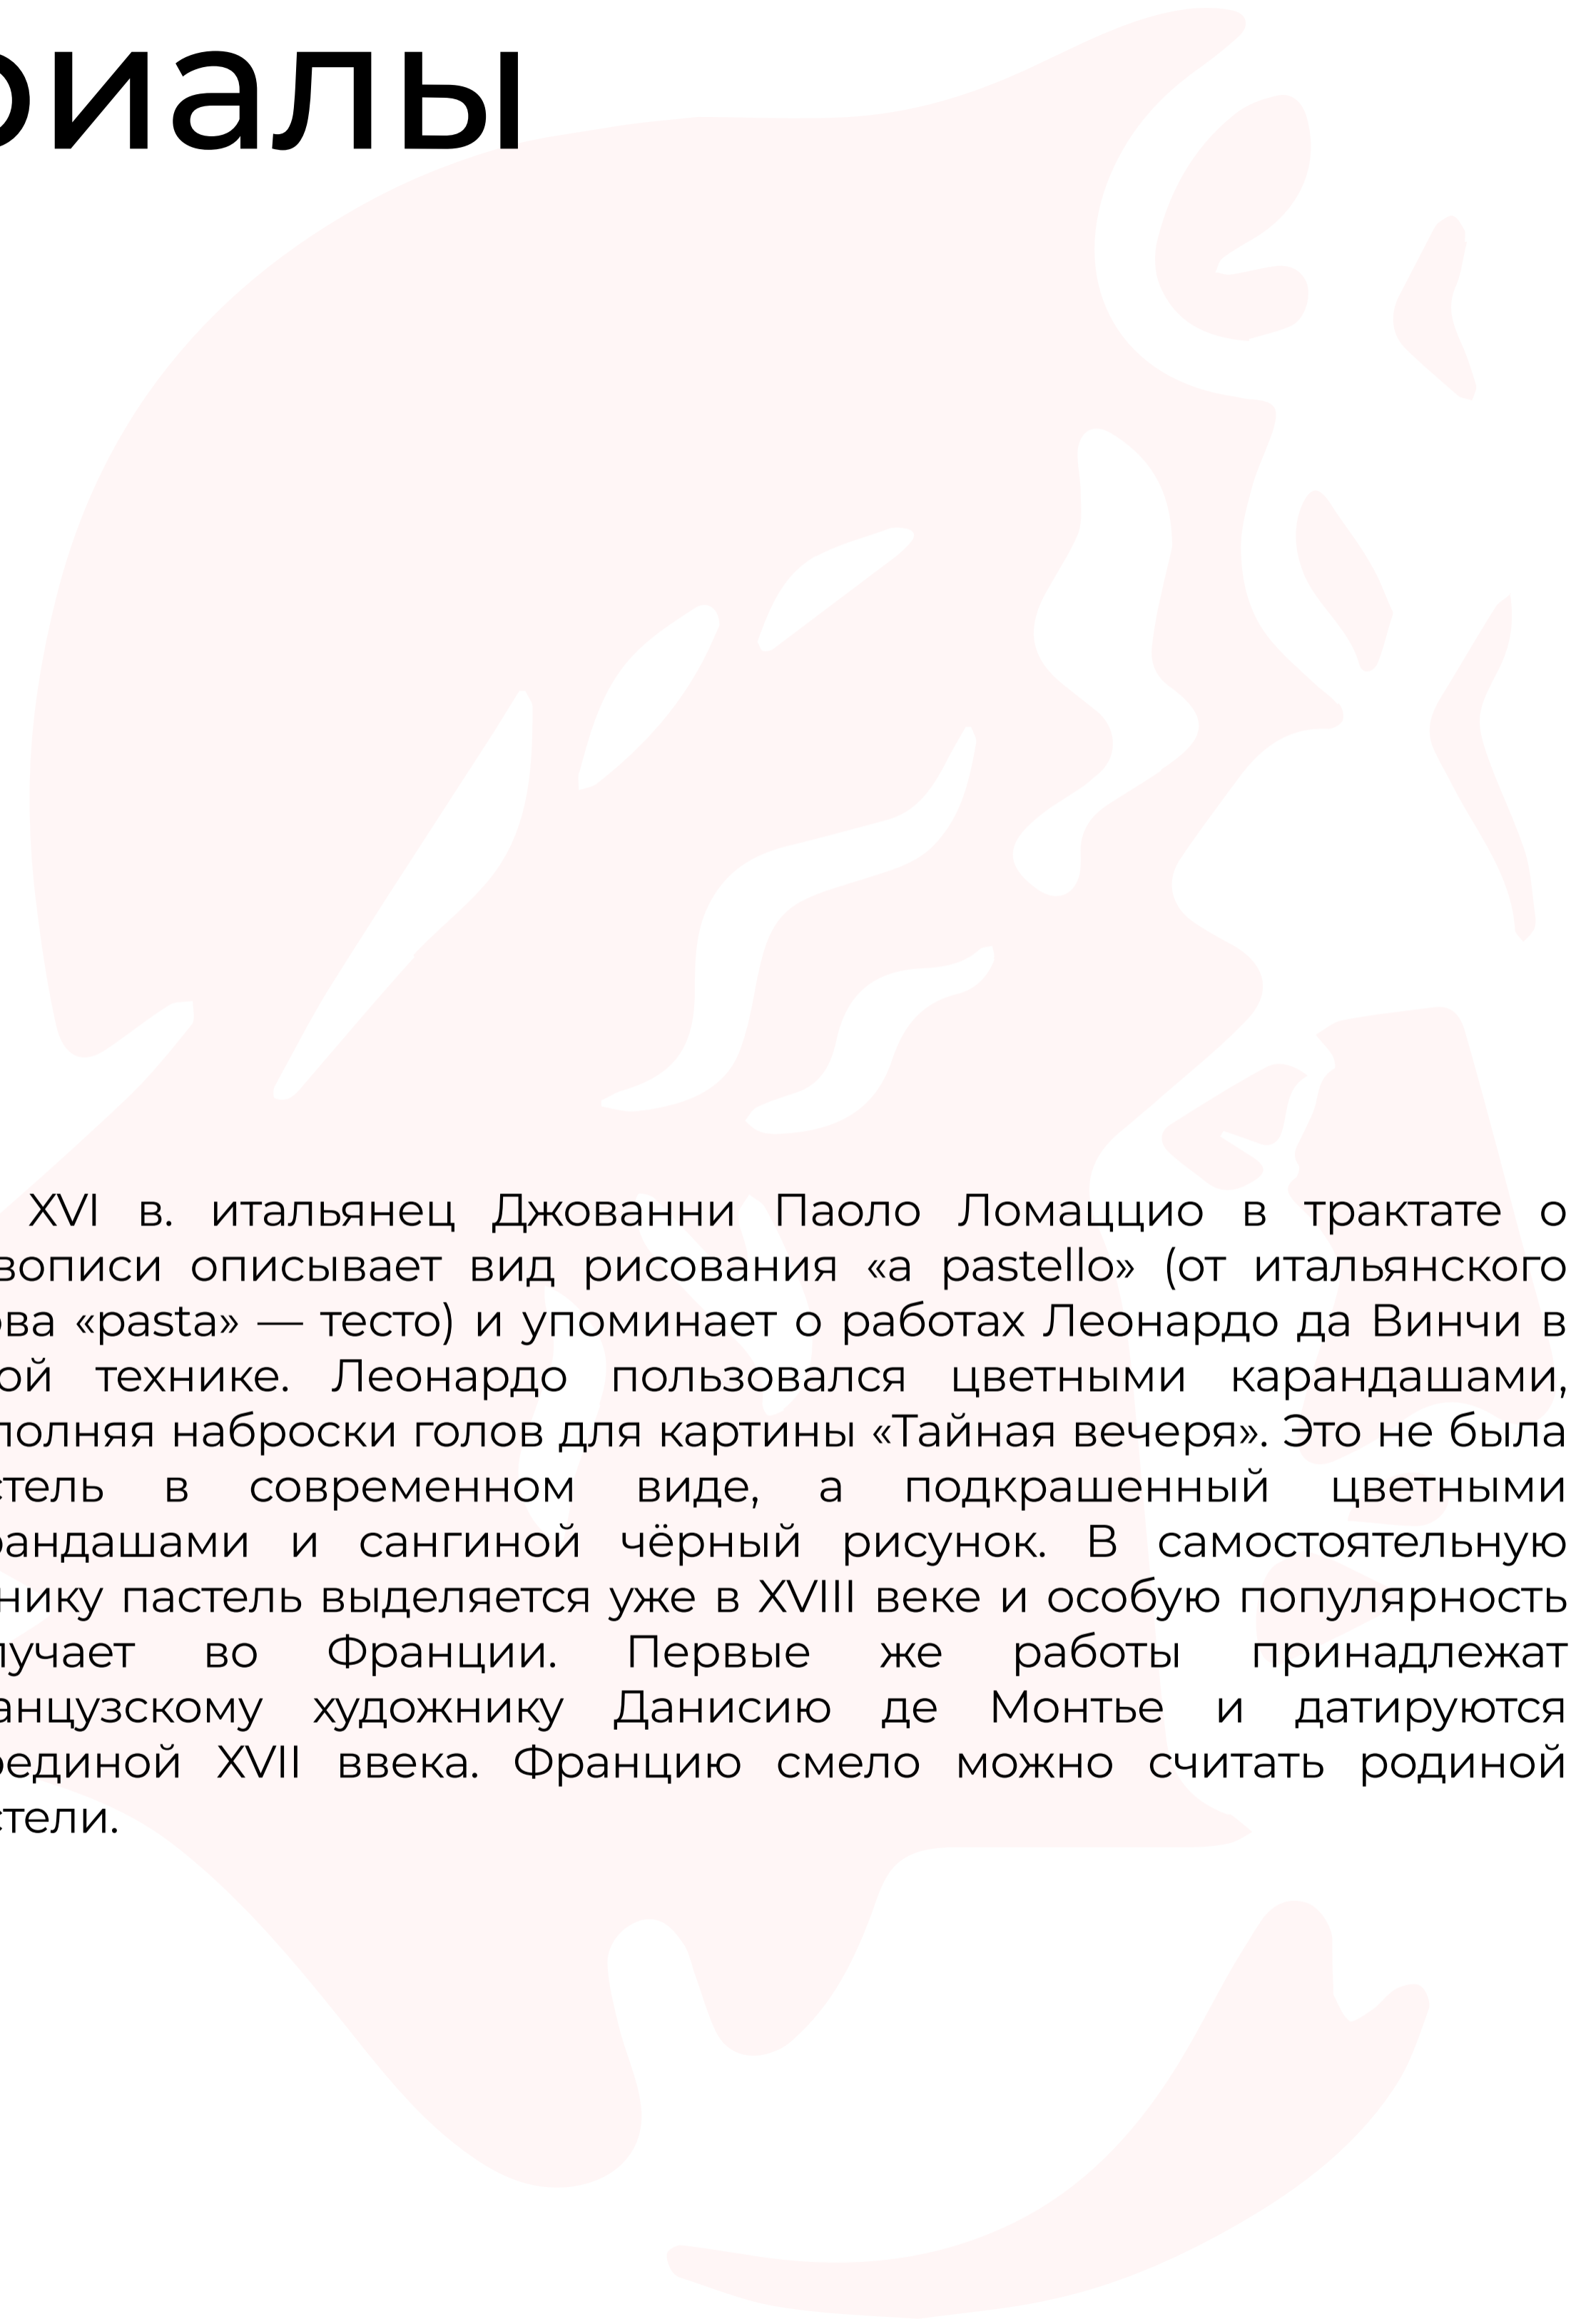 риалы
XVI в. итальянец Джованни Паоло Ломаццио в трактате о
вописи описывает вид рисования «a pastello» (от итальянского
ова «pasta» — тесто) и упоминает о работах Леонардо да Винчи в
ой технике. Леонардо пользовался цветными карандашами,
полняя наброски голов для картины «Тайная вечеря». Это не была
стель в современном виде, а подкрашенный цветными
рандашами и сангиной чёрный рисунок. В самостоятельную
нику пастель выделяется уже в XVIII веке и особую популярность
лучает во Франции. Первые же работы принадлежат
анцузскому художнику Данисию де Монтье и датируются
рединой XVII ввека. Францию смело можно считать родиной
стели.